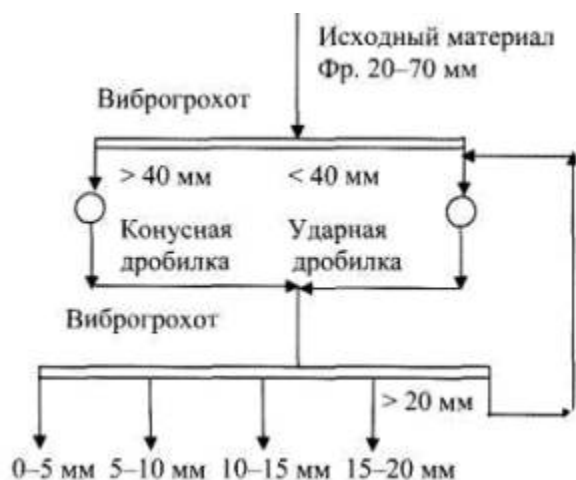 Исходный материал
Фр. 20–70 мм
Виброгрохот
> 40 мм
< 40 мм
Конусная
дробилка
Ударная
дробилка
Виброгрохот
> 20 мм
0–5 мм
5–10 мм
10–15 мм
15–20 мм